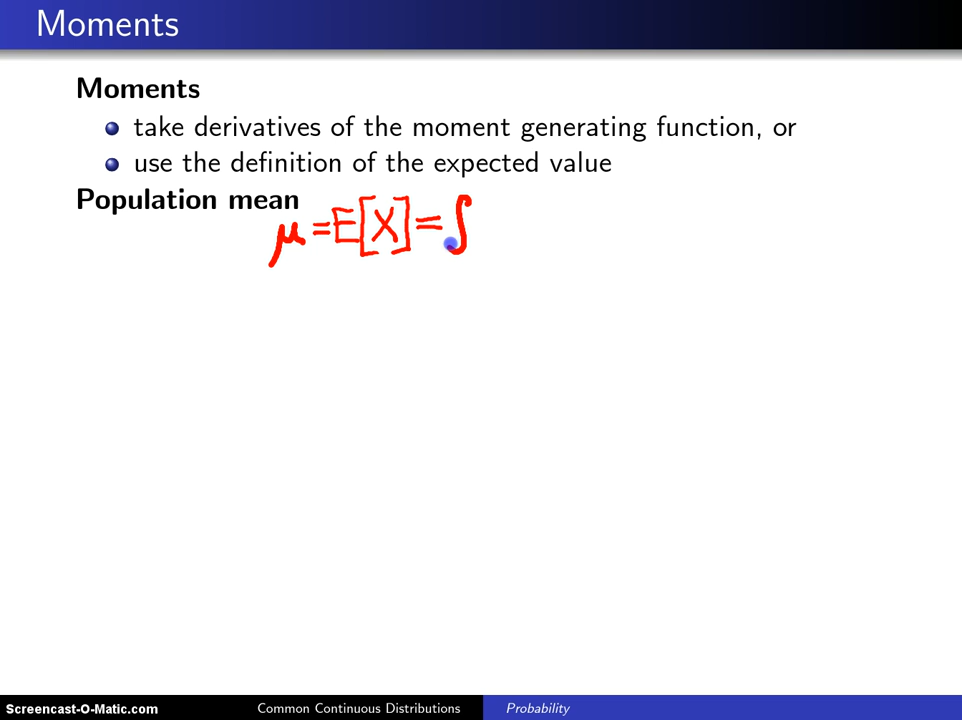 Moments
Moments
take derivatives of the moment generating function, or
use the definition of the expected value
Population mean
μ = E[X] = ∫
Screencast-O-Matic.com Common Continuous Distributions Probability